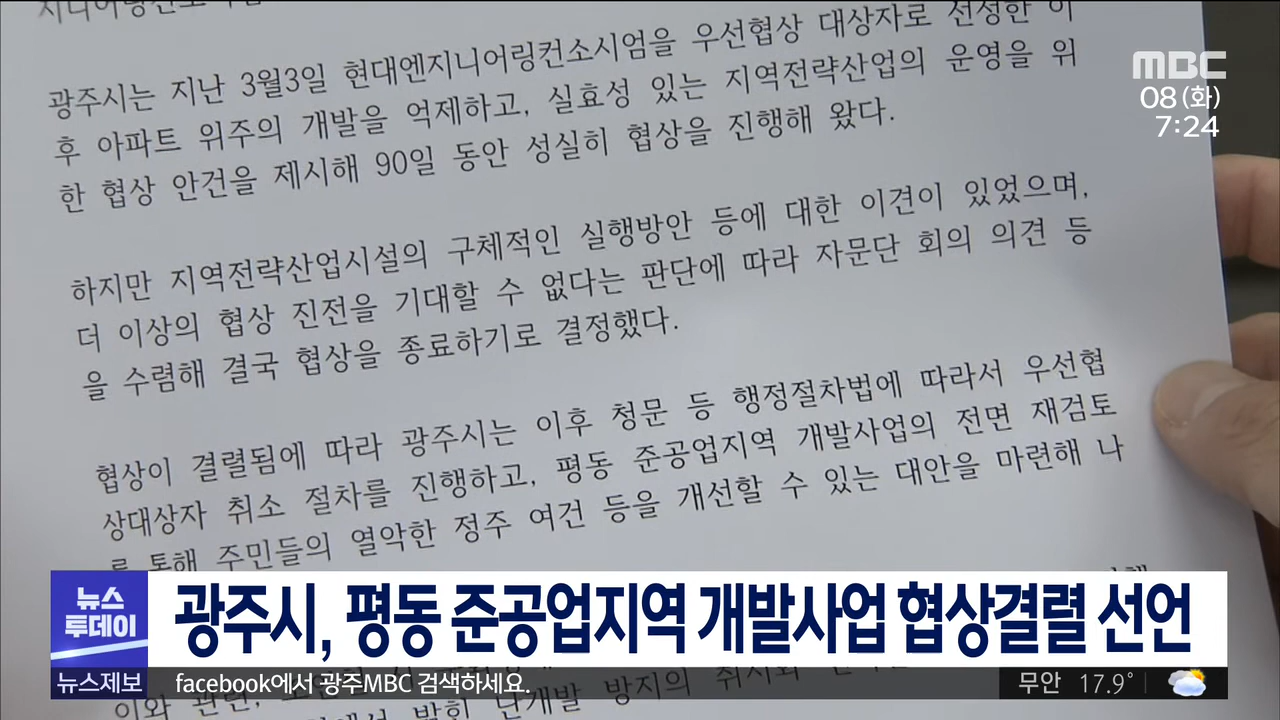 광주시는 지난 3월3일 현대엔지니어링컨소시엄을 우선협상 대상자로 선성한 이
후 아파트 위주의 개발을 억제하고, 실효성 있는 지역전략산업의 운영을 위
한 협상 안건을 제시해 90일 동안 성실히 협상을 진행해 왔다.
하지만 지역전략산업시설의 구체적인 실행방안 등에 대한 이견이 있었으며,
더 이상의 협상 진전을 기대할 수 없다는 판단에 따라 자문단 회의 의견 등
을 수렴해 결국 협상을 종료하기로 결정했다.
협상이 결렬됨에 따라 광주시는 이후 청문 등 행정절차법에 따라서 우선협
상대상자 취소 절차를 진행하고, 평동 준공업지역 개발사업의 전면 재검토
를 통해 주민들의 열악한 정주 여건 등을 개선할 수 있는 대안을 마련해 나
MBC
08(화)
7:24
뉴스
투데이
광주시, 평동 준공업지역 개발사업 협상결렬 선언
뉴스제보
facebook에서 광주MBC 검색하세요.
무안 17.9°
이와 관련,
난개발 방지의 취지와